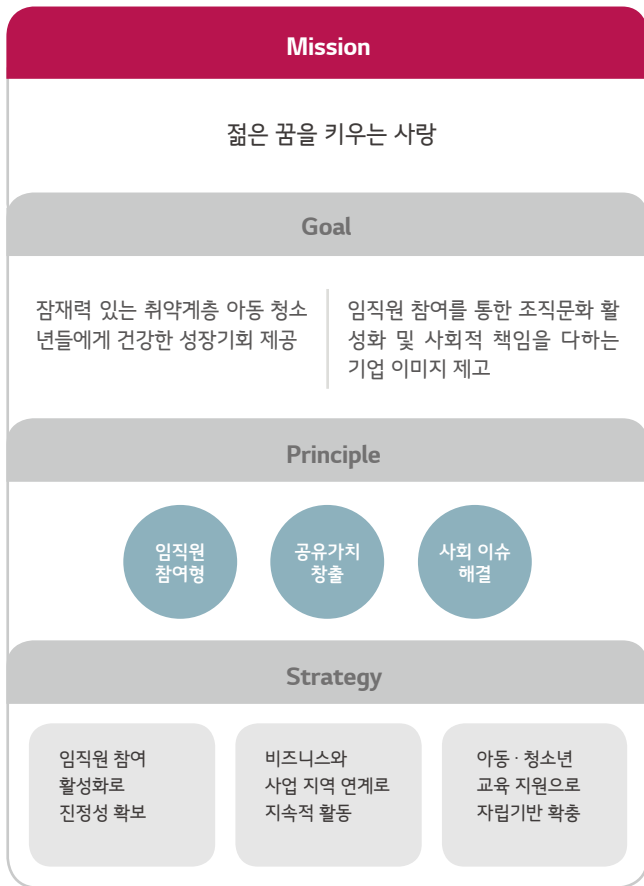 Mission
젊은 꿈을 키우는 사랑
Goal
잠재력 있는 취약계층 아동 청소
년들에게 건강한 성장기회 제공
임직원 참여를 통한 조직문화 활
성화 및 사회적 책임을 다하는
기업 이미지 제고
Principle
임직원
참여형
공유가치
창출
사회 이슈
해결
Strategy
임직원 참여
활성화로
진정성 확보
비즈니스와
사업 지역 연계로
지속적 활동
아동 · 청소년
교육 지원으로
자립기반 확충